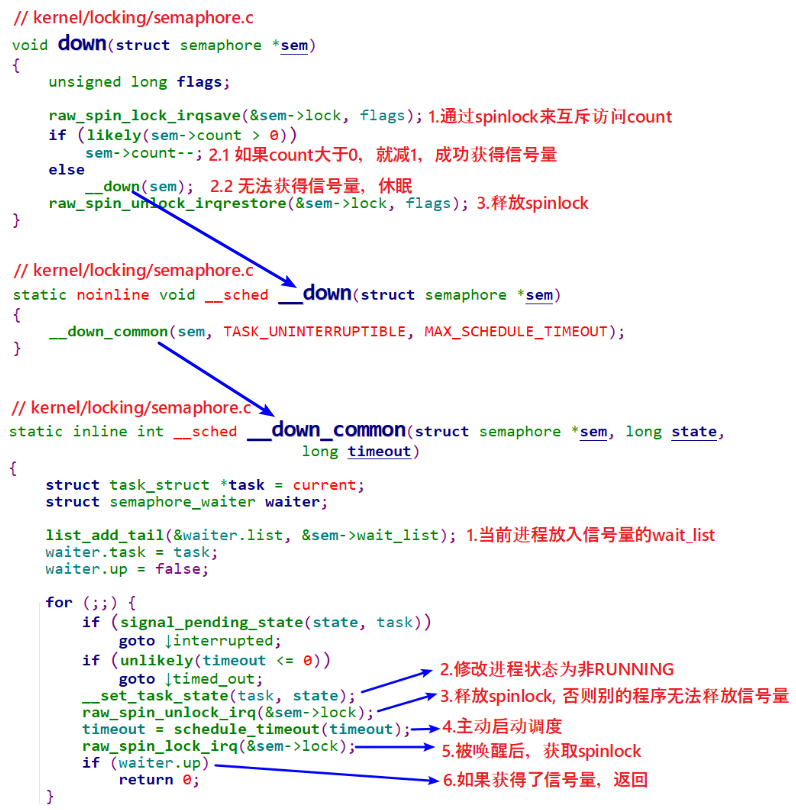 // kernel/locking/semaphore.c
void down(struct semaphore *sem)
{
unsigned long flags;
raw_spin_lock_irqsave(&sem->lock, flags); 1.通过spinlock来互斥访问count
if (likely(sem->count > 0))
sem->count--; 2.1 如果count大于0，就减1，成功获得信号量
else
__down(sem); 2.2 无法获得信号量，休眠
raw_spin_unlock_irqrestore(&sem->lock, flags); 3.释放spinlock
}
// kernel/locking/semaphore.c
static noinline void __sched __down(struct semaphore *sem)
{
__down_common(sem, TASK_UNINTERRUPTIBLE, MAX_SCHEDULE_TIMEOUT);
}
// kernel/locking/semaphore.c
static inline int __sched __down_common(struct semaphore *sem, long state,
long timeout)
{
struct task_struct *task = current;
struct semaphore_waiter waiter;
list_add_tail(&waiter.list, &sem->wait_list); 1.当前进程放入信号量的wait_list
waiter.task = task;
waiter.up = false;
for (;;) {
if (signal_pending_state(state, task))
goto ↓interrupted;
if (unlikely(timeout <= 0))
goto ↓timed_out;
__set_task_state(task, state); 2.修改进程状态为非RUNNING
raw_spin_unlock_irq(&sem->lock); 3.释放spinlock, 否则别的程序无法释放信号量
timeout = schedule_timeout(timeout); 4.主动启动调度
raw_spin_lock_irq(&sem->lock); 5.被唤醒后，获取spinlock
if (waiter.up)
return 0; 6.如果获得了信号量，返回
}